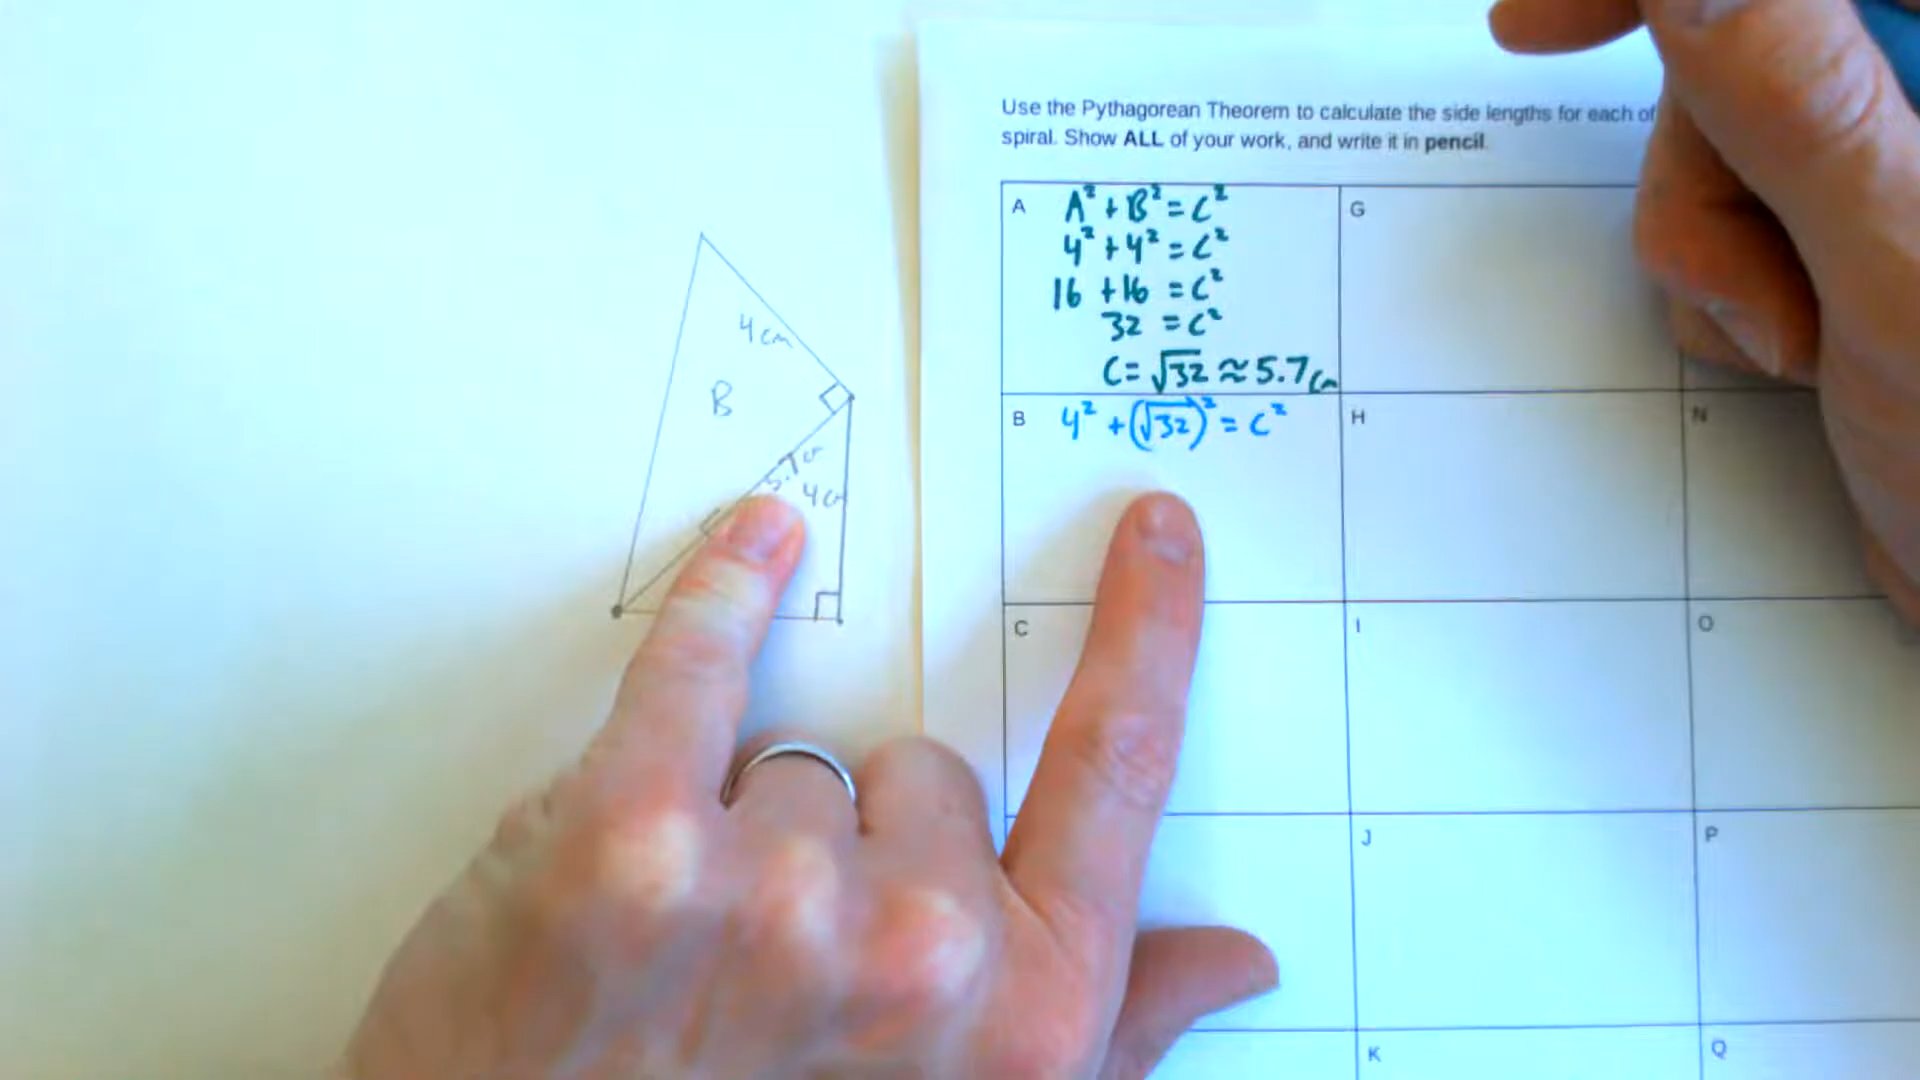 Use the Pythagorean Theorem to calculate the side lengths for each of
spiral. Show ALL of your work, and write it in pencil.
A
A² + B² = C²
4² + 4² = C²
16 + 16 = C²
32 = C²
C = √32 ≈ 5.7cm
G
B
4² + (√32)² = C²
H
N
C
I
O
J
P
K
Q
4cm
B
5.7cm
4cm